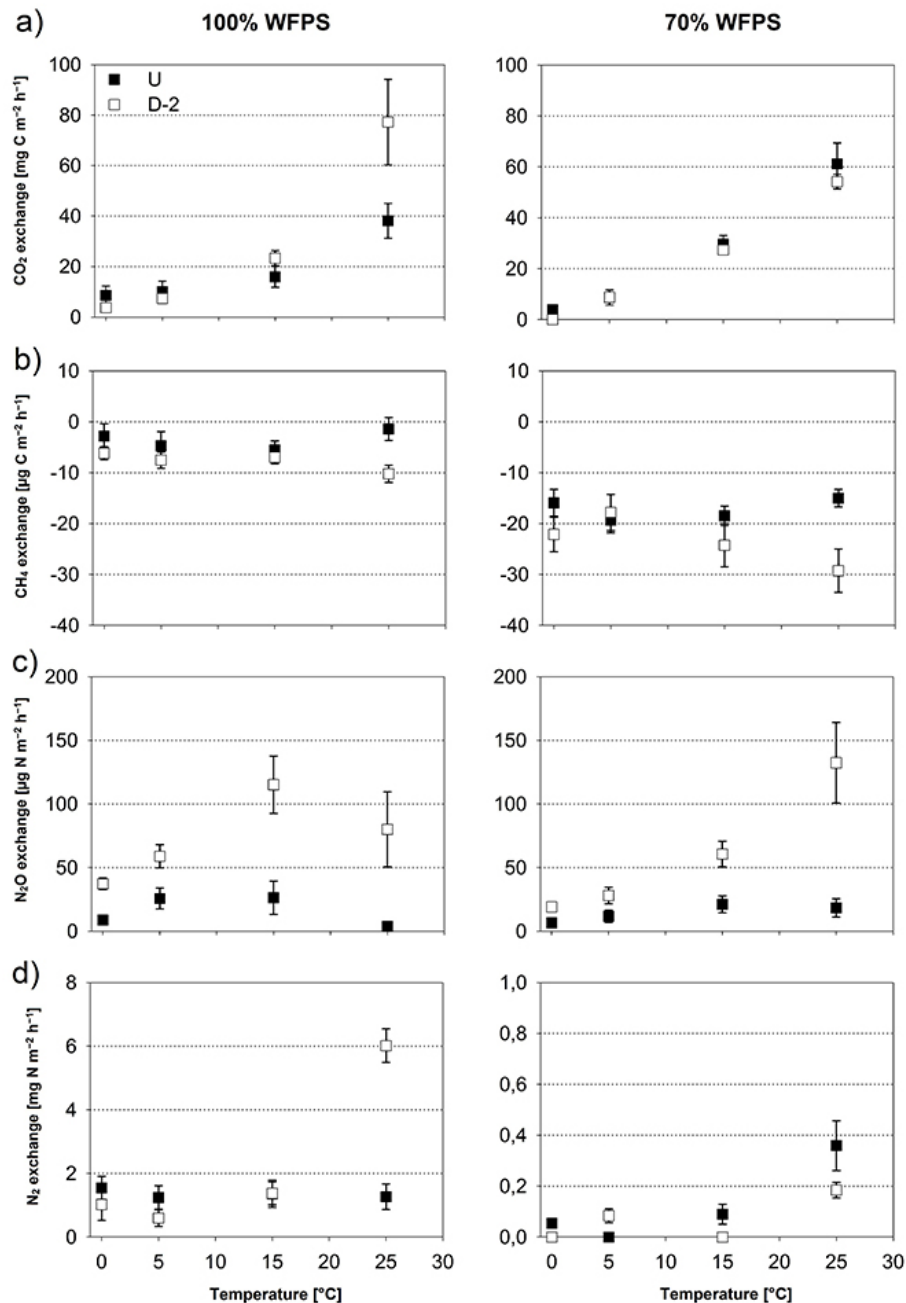 a)
100% WFPS
70% WFPS
CO₂ exchange [mg C m⁻² h⁻¹]
100
80
60
40
20
0
U
D-2
100
80
60
40
20
0
b)
CH₄ exchange [µg C m⁻² h⁻¹]
10
0
-10
-20
-30
-40
10
0
-10
-20
-30
-40
c)
N₂O exchange [µg N m⁻² h⁻¹]
200
150
100
50
0
200
150
100
50
0
d)
N₂ exchange [mg N m⁻² h⁻¹]
8
6
4
2
0
1,0
0,8
0,6
0,4
0,2
0,0
0 5 10 15 20 25 30
0 5 10 15 20 25 30
Temperature [°C]
Temperature [°C]